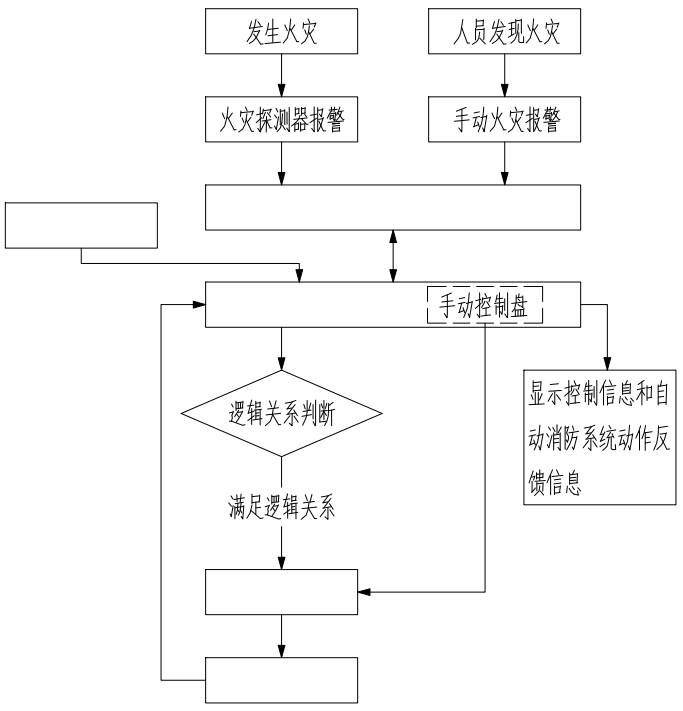 发生火灾
人员发现火灾
火灾探测器报警
手动火灾报警
手动控制盘
逻辑关系判断
显示控制信息和自
动消防系统动作反
馈信息
满足逻辑关系